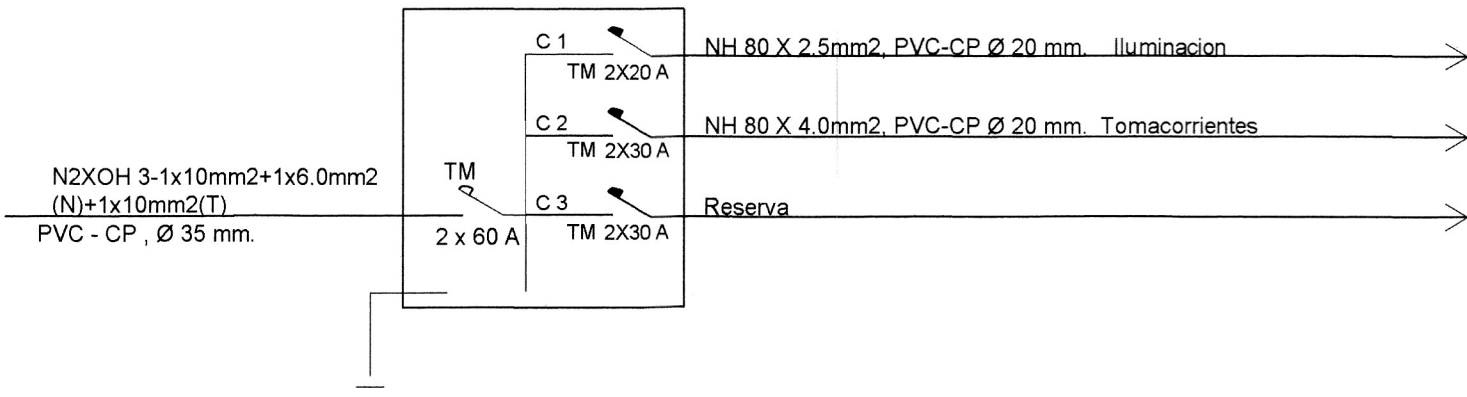 C 1
NH 80 X 2.5mm2, PVC-CP Ø 20 mm. Iluminacion
TM 2X20 A
C 2
NH 80 X 4.0mm2, PVC-CP Ø 20 mm. Tomacorrientes
TM 2X30 A
N2XOH 3-1x10mm2+1x6.0mm2
(N)+1x10mm2(T)
PVC - CP , Ø 35 mm.
TM
2 x 60 A
C 3
Reserva
TM 2X30 A